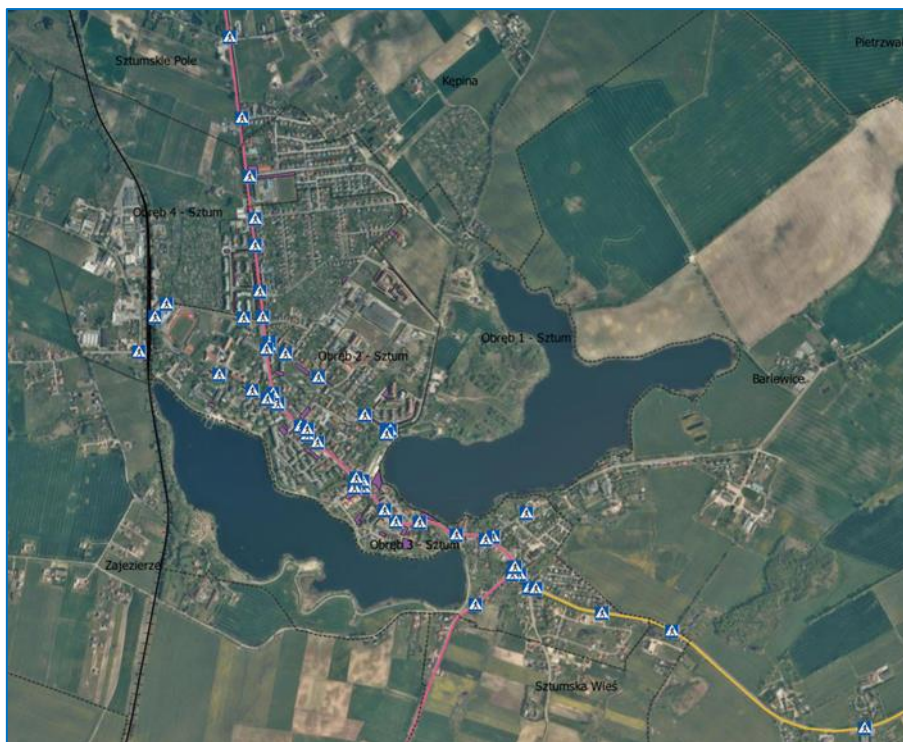 Pietrzwa
Sztumskie Pole
Kępina
Obręb 4 - Sztum
Obręb 1 - Sztum
Obręb 2 - Sztum
Barlewice
Obręb 3 - Sztum
Zajezierze
Sztumska Wieś